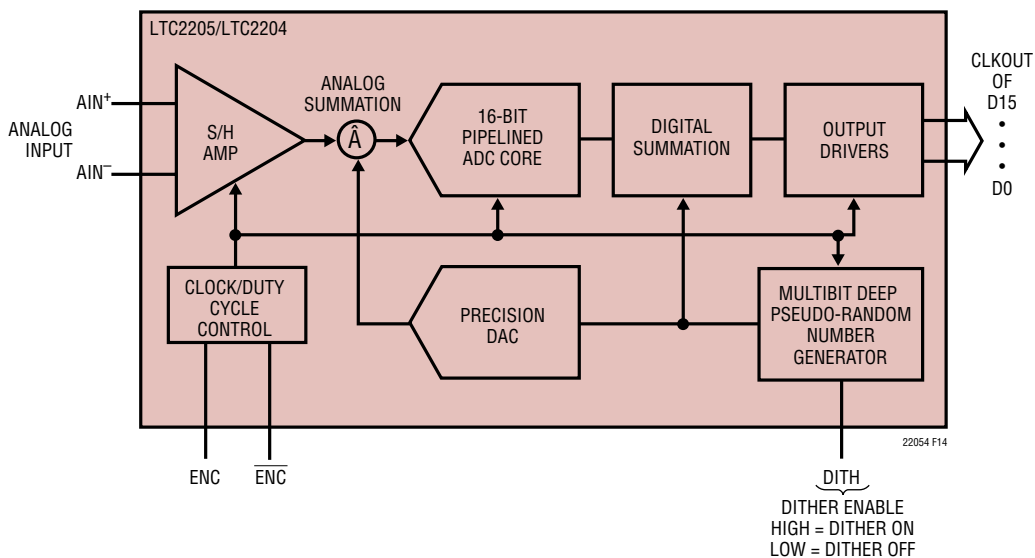 LTC2205/LTC2204
AIN+
ANALOG
INPUT
AIN−
S/H
AMP
ANALOG
SUMMATION
Â
16-BIT
PIPELINED
ADC CORE
DIGITAL
SUMMATION
OUTPUT
DRIVERS
CLKOUT
OF
D15
•
•
•
D0
CLOCK/DUTY
CYCLE
CONTROL
PRECISION
DAC
MULTIBIT DEEP
PSEUDO-RANDOM
NUMBER
GENERATOR
22054 F14
ENC
E̅N̅C̅
DITH
DITHER ENABLE
HIGH = DITHER ON
LOW = DITHER OFF